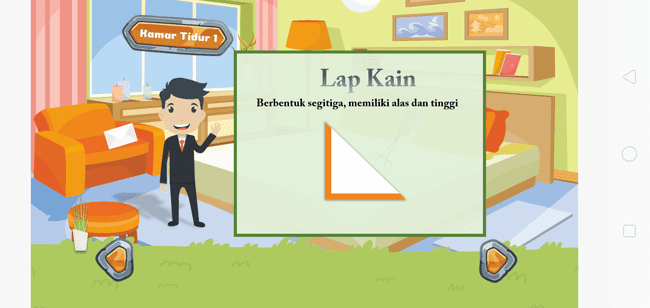 Kamar Tidur 1
Lap Kain
Berbentuk segitiga, memiliki alas dan tinggi